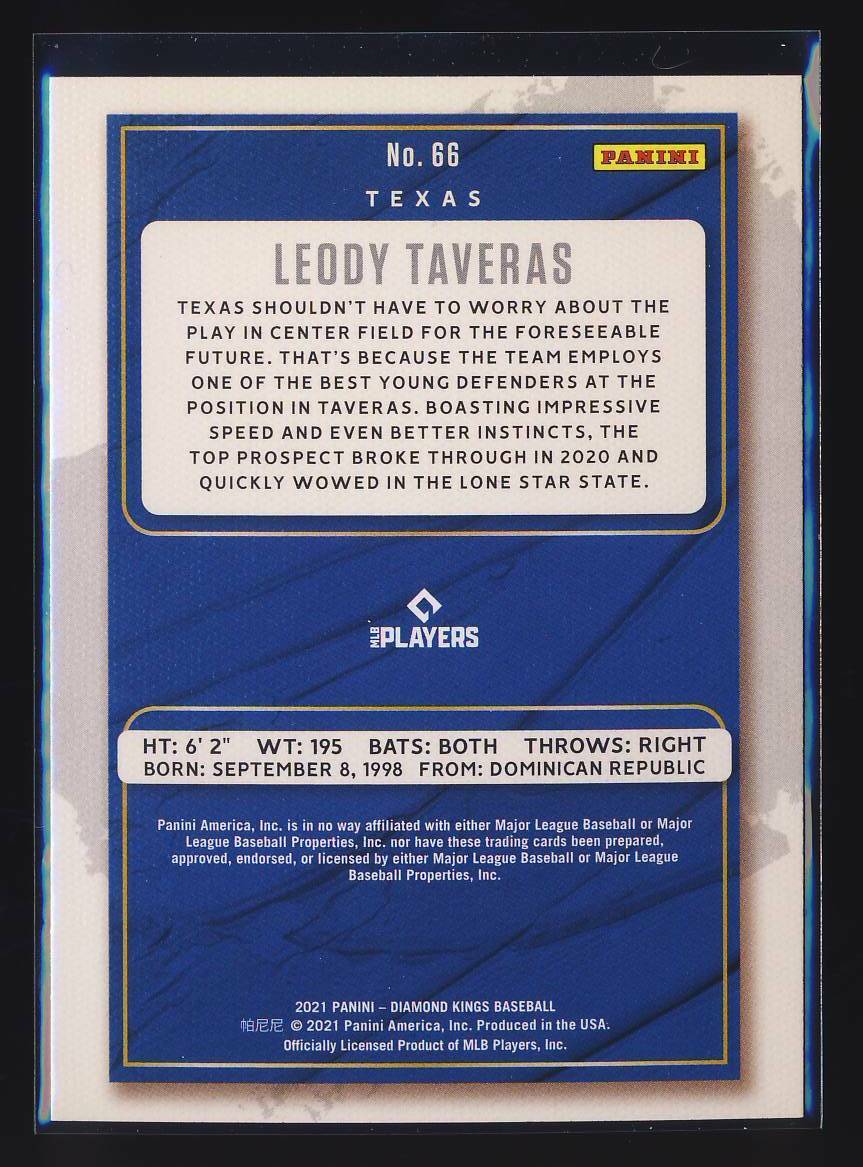 No. 66
PANINI
TEXAS
LEODY TAVERAS
TEXAS SHOULDN'T HAVE TO WORRY ABOUT THE
PLAY IN CENTER FIELD FOR THE FORESEEABLE
FUTURE. THAT'S BECAUSE THE TEAM EMPLOYS
ONE OF THE BEST YOUNG DEFENDERS AT THE
POSITION IN TAVERAS. BOASTING IMPRESSIVE
SPEED AND EVEN BETTER INSTINCTS, THE
TOP PROSPECT BROKE THROUGH IN 2020 AND
QUICKLY WOWED IN THE LONE STAR STATE.
MLB PLAYERS
HT: 6' 2" WT: 195 BATS: BOTH THROWS: RIGHT
BORN: SEPTEMBER 8, 1998 FROM: DOMINICAN REPUBLIC
Panini America, Inc. is in no way affiliated with either Major League Baseball or Major
League Baseball Properties, Inc. nor have these trading cards been prepared,
approved, endorsed, or licensed by either Major League Baseball or Major League
Baseball Properties, Inc.
2021 PANINI – DIAMOND KINGS BASEBALL
帕尼尼 © 2021 Panini America, Inc. Produced in the USA.
Officially Licensed Product of MLB Players, Inc.